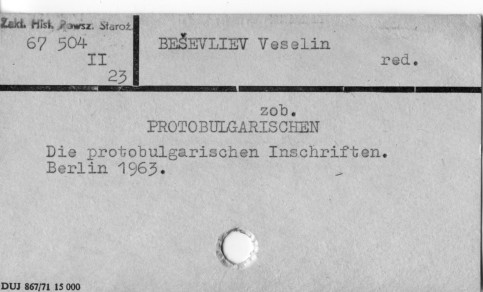 Zakł. Hist. Powsz. Staroż.
67 504
II
23
BEŠEVLIEV Veselin
red.
zob.
PROTOBULGARISCHEN
Die protobulgarischen Inschriften.
Berlin 1963.
DUJ 867/71 15 000